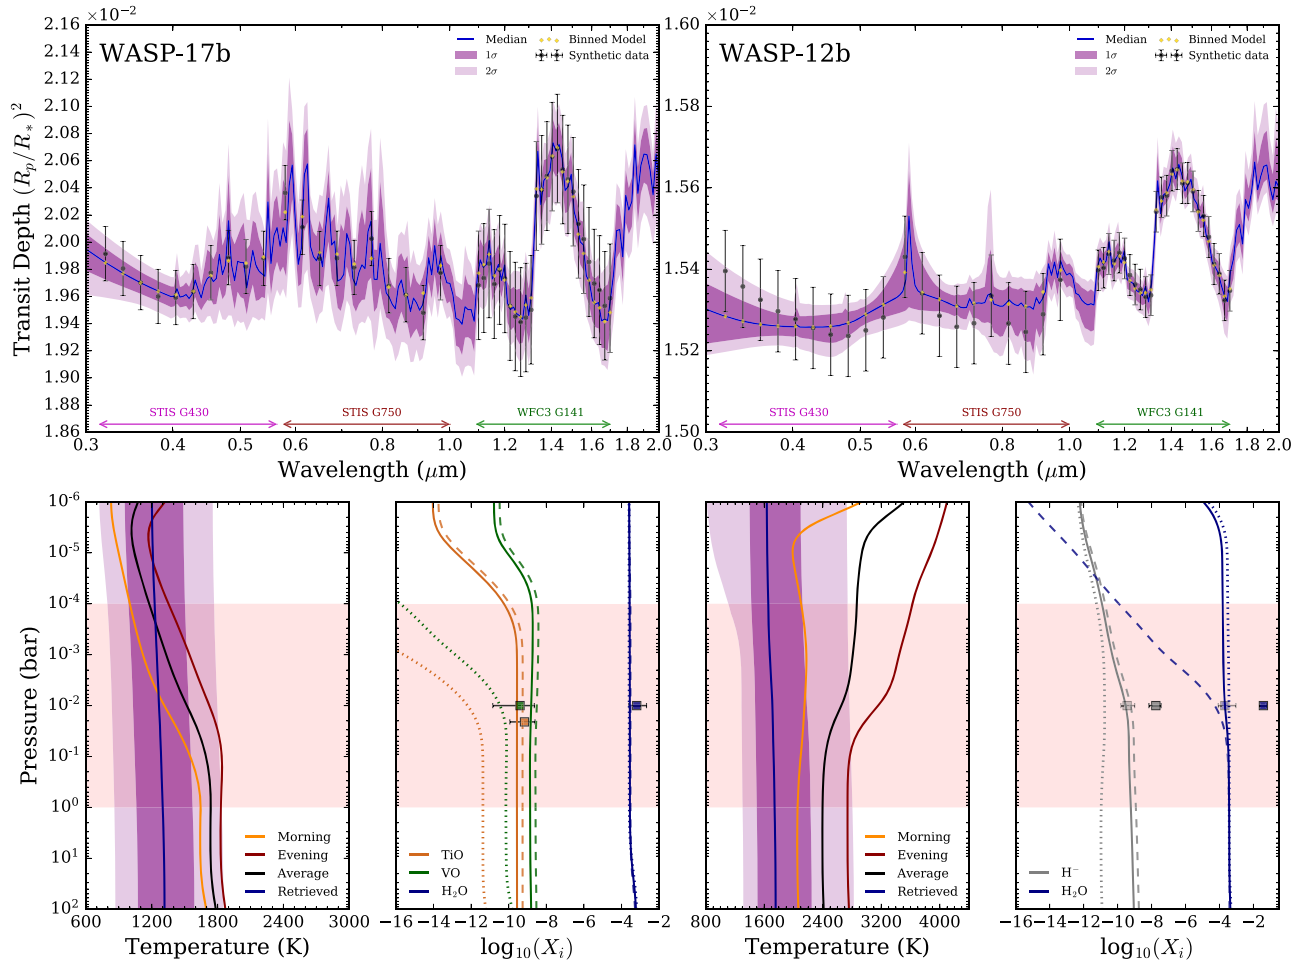 ×10⁻²
WASP-17b
Median
1σ
2σ
Binned Model
Synthetic data
2.16
2.14
2.12
2.10
2.08
2.06
2.04
2.02
2.00
1.98
1.96
1.94
1.92
1.90
1.88
1.86
Transit Depth (R_p/R_*)²
STIS G430
STIS G750
WFC3 G141
0.3 0.4 0.5 0.6 0.8 1.0 1.2 1.4 1.6 1.8 2.0
Wavelength (μm)
×10⁻²
WASP-12b
Median
1σ
2σ
Binned Model
Synthetic data
1.60
1.58
1.56
1.54
1.52
1.50
STIS G430
STIS G750
WFC3 G141
0.3 0.4 0.5 0.6 0.8 1.0 1.2 1.4 1.6 1.8 2.0
Wavelength (μm)
10⁻⁶
10⁻⁵
10⁻⁴
10⁻³
10⁻²
10⁻¹
10⁰
10¹
10²
Pressure (bar)
Morning
Evening
Average
Retrieved
600 1200 1800 2400 3000
Temperature (K)
TiO
VO
H₂O
−16 −14 −12 −10 −8 −6 −4 −2
log₁₀(X_i)
Morning
Evening
Average
Retrieved
800 1600 2400 3200 4000
Temperature (K)
H⁻
H₂O
−16 −14 −12 −10 −8 −6 −4 −2
log₁₀(X_i)